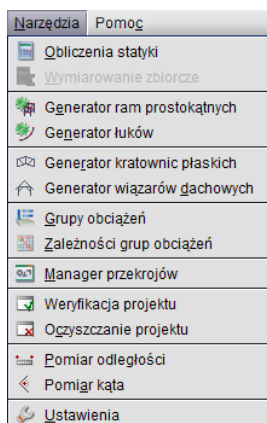 Narzędzia Pomoc
Obliczenia statyki
Wymiarowanie zbiorcze
Generator ram prostokątnych
Generator łuków
Generator kratownic płaskich
Generator wiązarów dachowych
Grupy obciążeń
Zależności grup obciążeń
Manager przekrojów
Weryfikacja projektu
Oczyszczanie projektu
Pomiar odległości
Pomiar kąta
Ustawienia